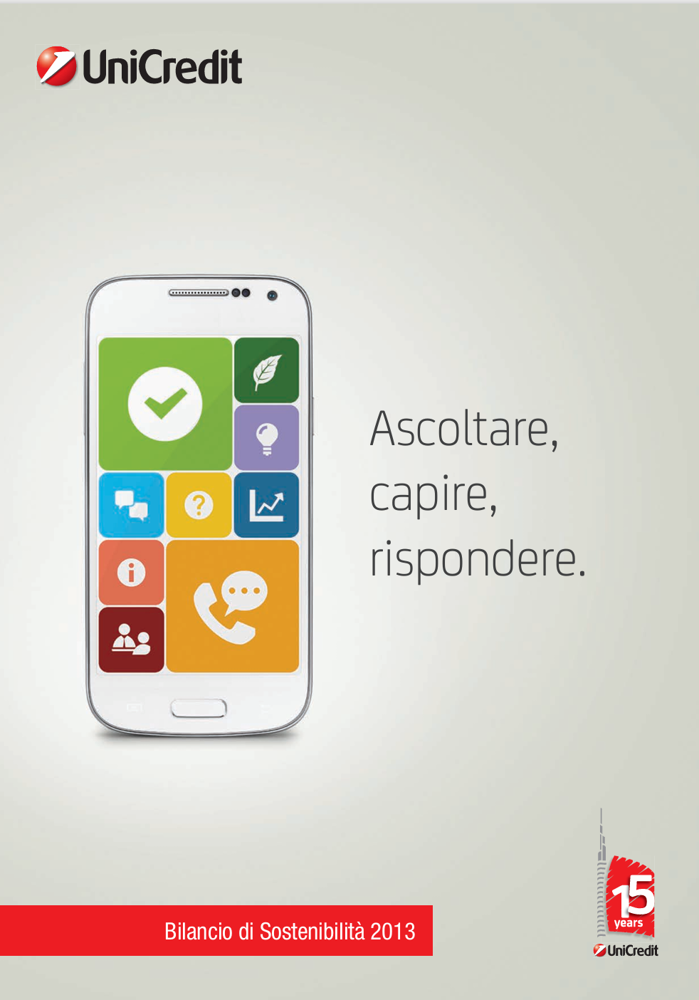 UniCredit
Ascoltare,
capire,
rispondere.
Bilancio di Sostenibilità 2013
15
years
UniCredit